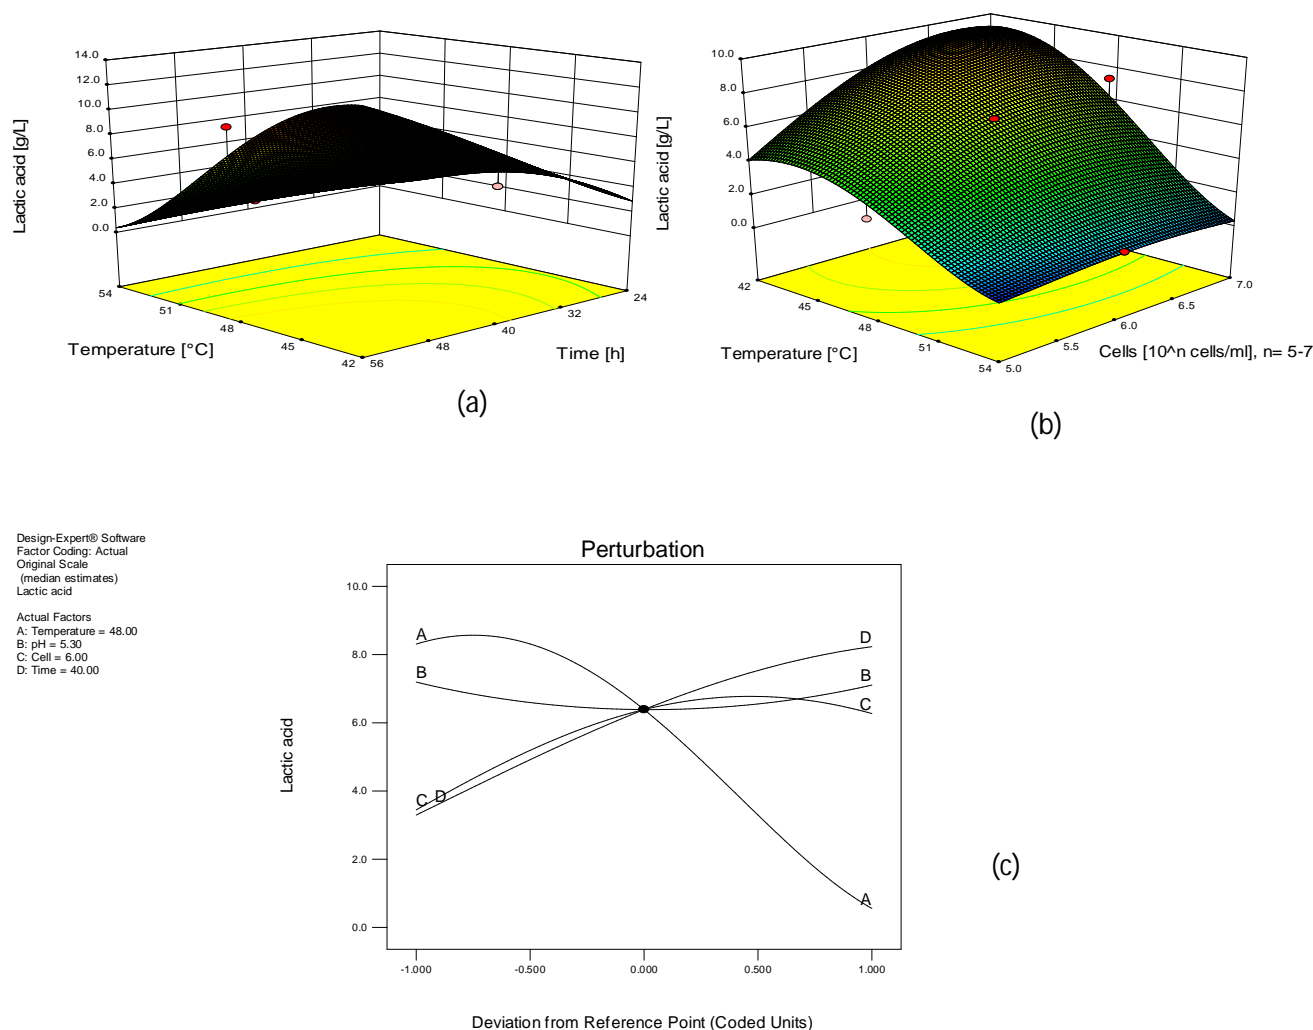 14.0
12.0
10.0
8.0
6.0
4.0
2.0
0.0
Lactic acid [g/L]
54
51
48
45
42
Temperature [°C]
56
48
40
32
24
Time [h]
(a)
10.0
8.0
6.0
4.0
2.0
0.0
Lactic acid [g/L]
42
45
48
51
54
Temperature [°C]
5.0
5.5
6.0
6.5
7.0
Cells [10^n cells/ml], n= 5-7
(b)
Design-Expert® Software
Factor Coding: Actual
Original Scale
(median estimates)
Lactic acid
Actual Factors
A: Temperature = 48.00
B: pH = 5.30
C: Cell = 6.00
D: Time = 40.00
Perturbation
10.0
8.0
6.0
4.0
2.0
0.0
Lactic acid
A
B
C
D
D
B
C
A
-1.000
-0.500
0.000
0.500
1.000
Deviation from Reference Point (Coded Units)
(c)